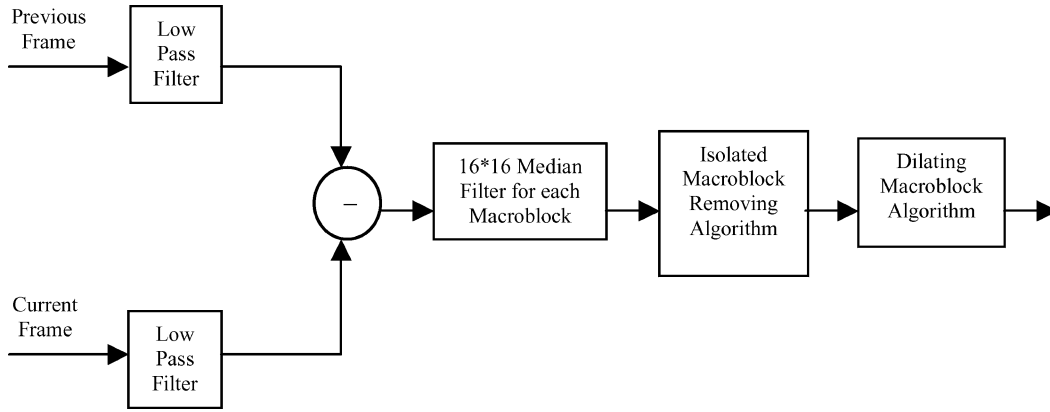 Previous
Frame
Low
Pass
Filter
–
16*16 Median
Filter for each
Macroblock
Isolated
Macroblock
Removing
Algorithm
Dilating
Macroblock
Algorithm
Current
Frame
Low
Pass
Filter